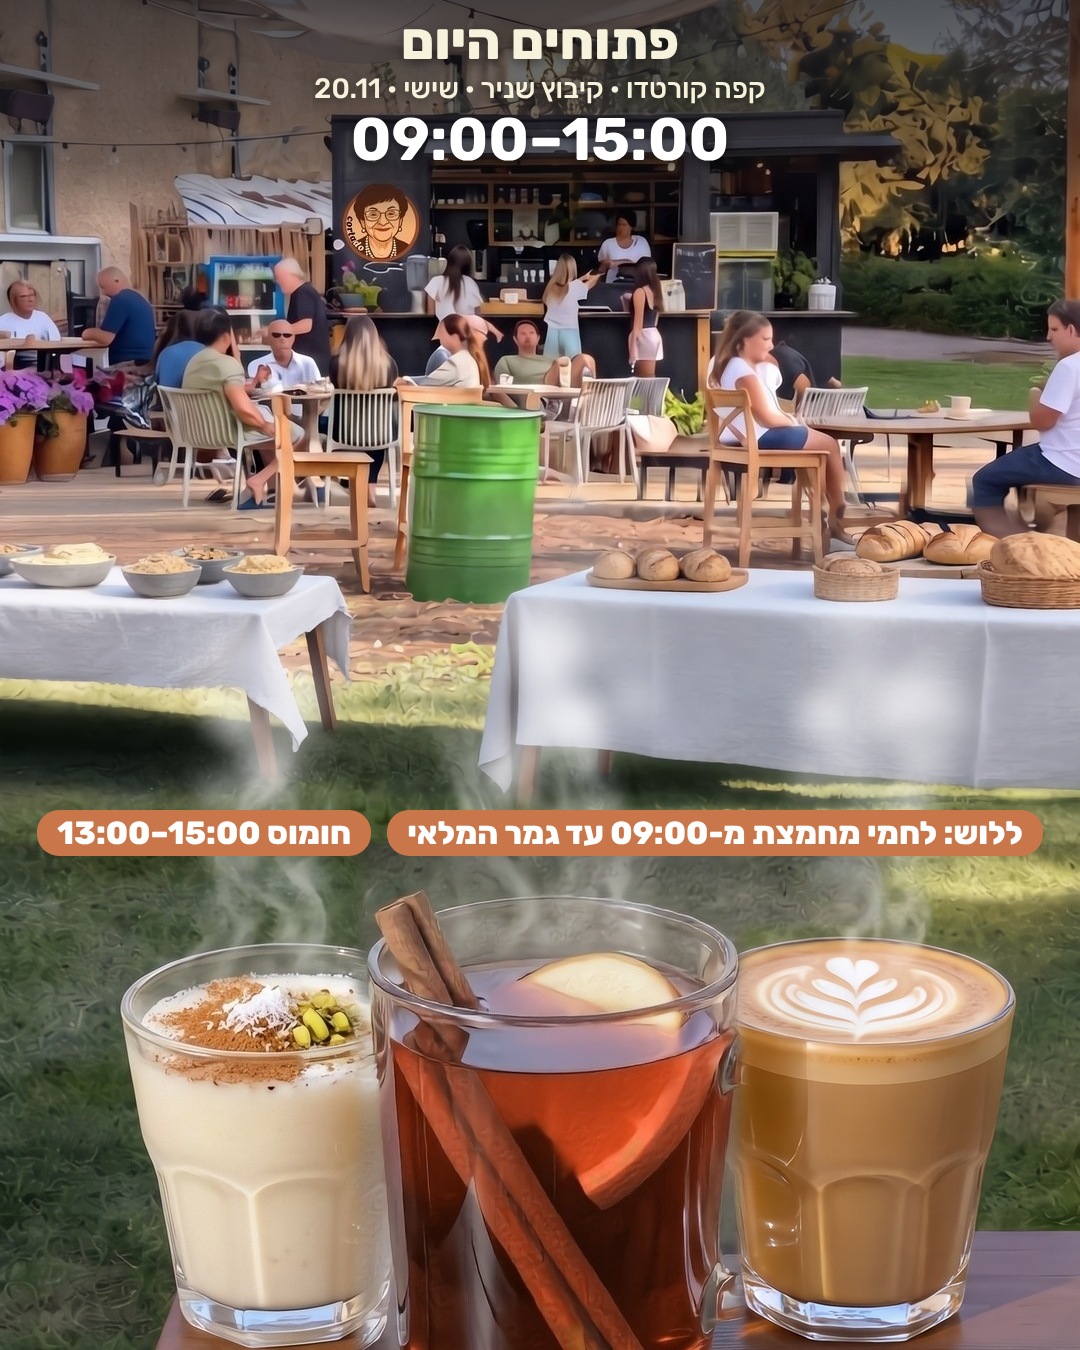 פתוחים היום
קפה קורטדו • קיבוץ שניר • שישי • 20.11
09:00–15:00
cortado
ללוש: לחמי מחמצת מ-09:00 עד גמר המלאי
חומוס 13:00–15:00